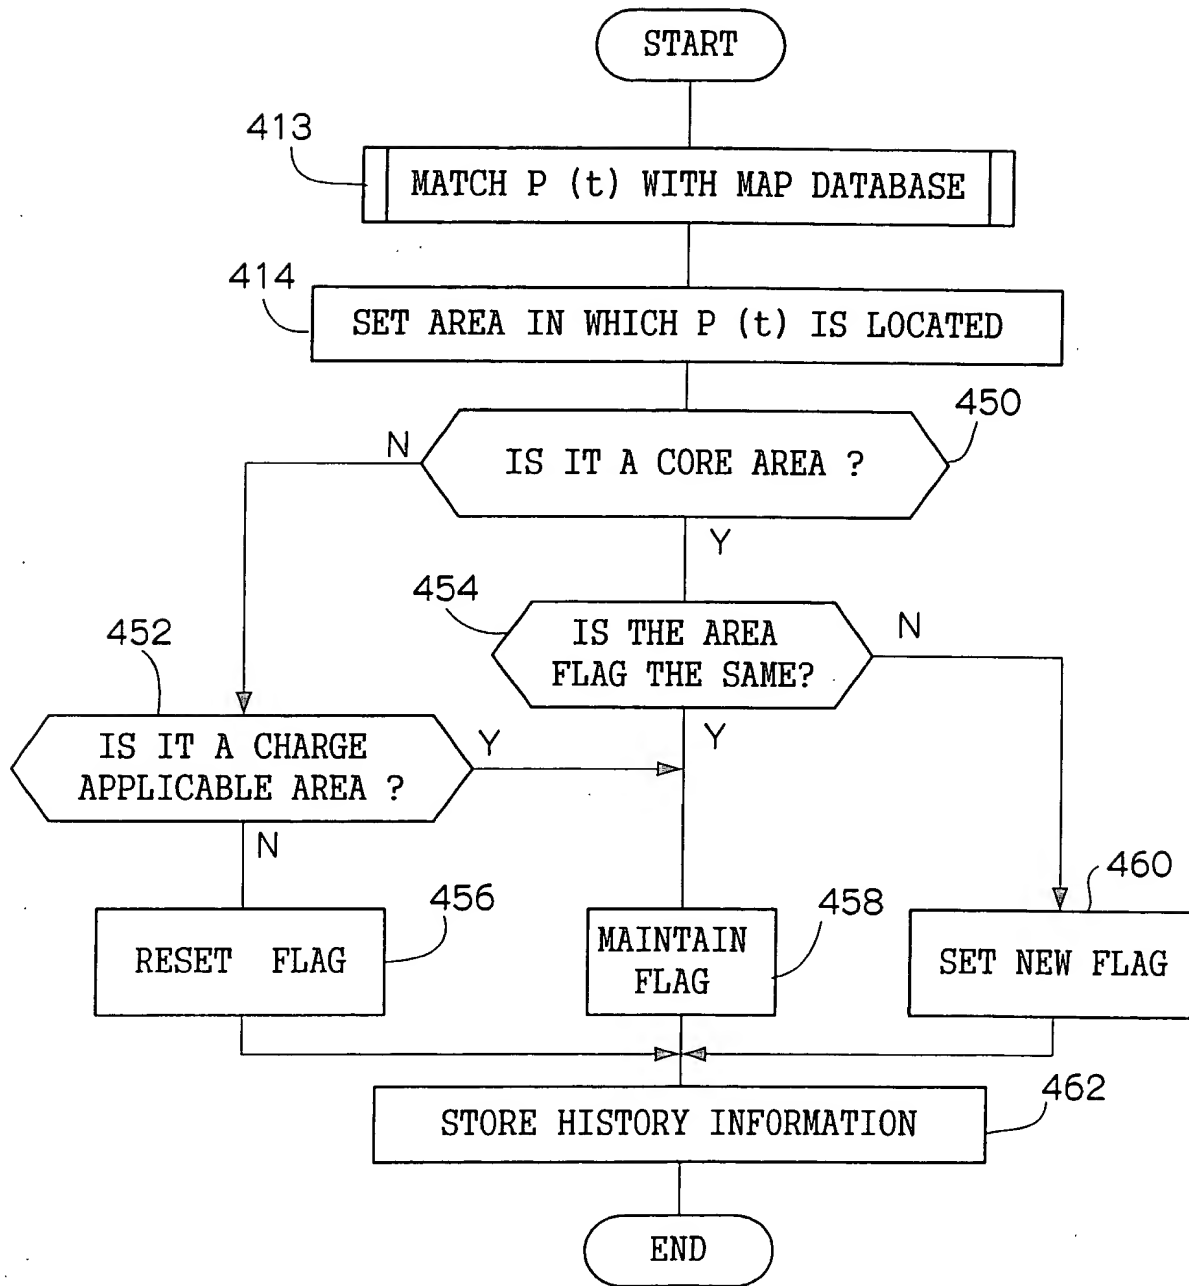 START
413
MATCH P (t) WITH MAP DATABASE
414
SET AREA IN WHICH P (t) IS LOCATED
450
N
IS IT A CORE AREA ?
Y
454
IS THE AREA
FLAG THE SAME?
N
452
Y
IS IT A CHARGE
APPLICABLE AREA ?
Y
N
456
RESET FLAG
458
MAINTAIN
FLAG
460
SET NEW FLAG
462
STORE HISTORY INFORMATION
END